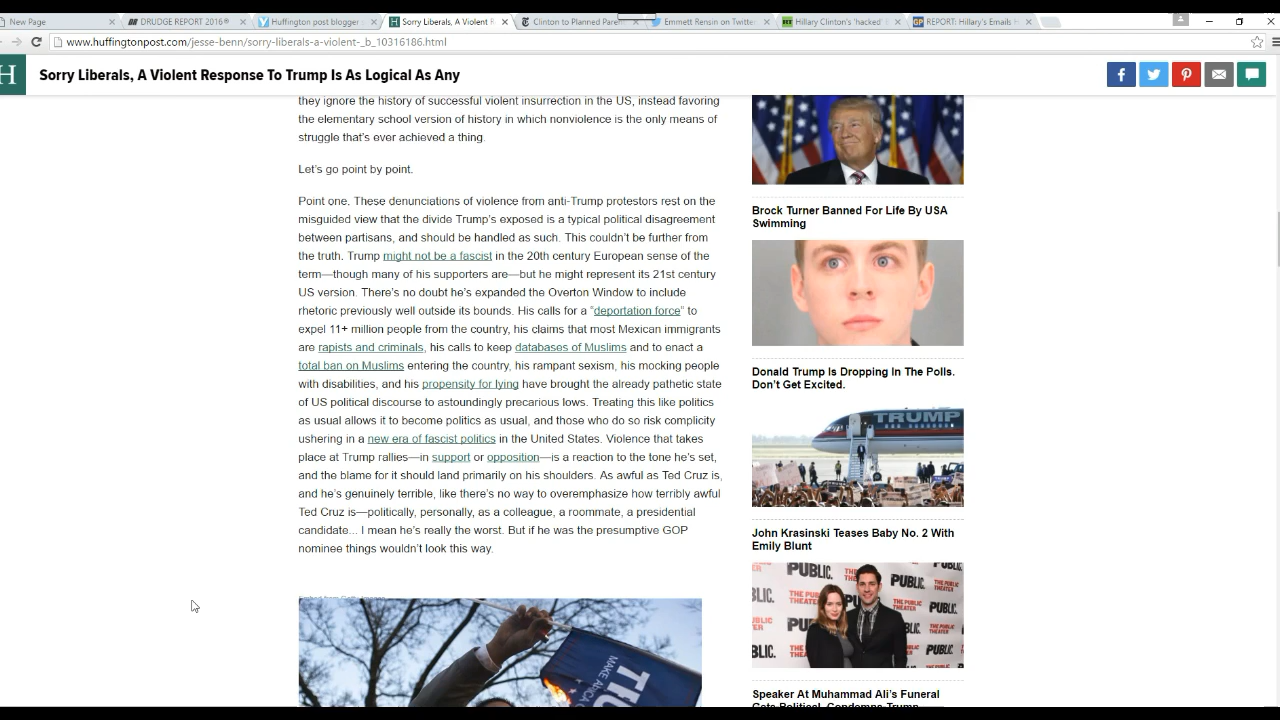 New Page
DRUDGE REPORT 2016®
Huffington post blogger
Sorry Liberals, A Violent R
Clinton to Planned Paren
Emmett Rensin on Twitter
Hillary Clinton's 'hacked'
REPORT: Hillary's Emails H
www.huffingtonpost.com/jesse-benn/sorry-liberals-a-violent-_b_10316186.html
H
Sorry Liberals, A Violent Response To Trump Is As Logical As Any
they ignore the history of successful violent insurrection in the US, instead favoring
the elementary school version of history in which nonviolence is the only means of
struggle that's ever achieved a thing.
Let's go point by point.
Point one. These denunciations of violence from anti-Trump protestors rest on the
misguided view that the divide Trump's exposed is a typical political disagreement
between partisans, and should be handled as such. This couldn't be further from
the truth. Trump might not be a fascist in the 20th century European sense of the
term—though many of his supporters are—but he might represent its 21st century
US version. There's no doubt he's expanded the Overton Window to include
rhetoric previously well outside its bounds. His calls for a "deportation force" to
expel 11+ million people from the country, his claims that most Mexican immigrants
are rapists and criminals, his calls to keep databases of Muslims and to enact a
total ban on Muslims entering the country, his rampant sexism, his mocking people
with disabilities, and his propensity for lying have brought the already pathetic state
of US political discourse to astoundingly precarious lows. Treating this like politics
as usual allows it to become politics as usual, and those who do so risk complicity
ushering in a new era of fascist politics in the United States. Violence that takes
place at Trump rallies—in support or opposition—is a reaction to the tone he's set,
and the blame for it should land primarily on his shoulders. As awful as Ted Cruz is,
and he's genuinely terrible, like there's no way to overemphasize how terribly awful
Ted Cruz is—politically, personally, as a colleague, a roommate, a presidential
candidate... I mean he's really the worst. But if he was the presumptive GOP
nominee things wouldn't look this way.
Embed from Getty Images
TRU
MAKE AMERICA
Brock Turner Banned For Life By USA
Swimming
Donald Trump Is Dropping In The Polls.
Don't Get Excited.
TRUMP
John Krasinski Teases Baby No. 2 With
Emily Blunt
PUBLIC.
THE PUBLIC THEATER
Speaker At Muhammad Ali's Funeral
Gets Political, Condemns Trump